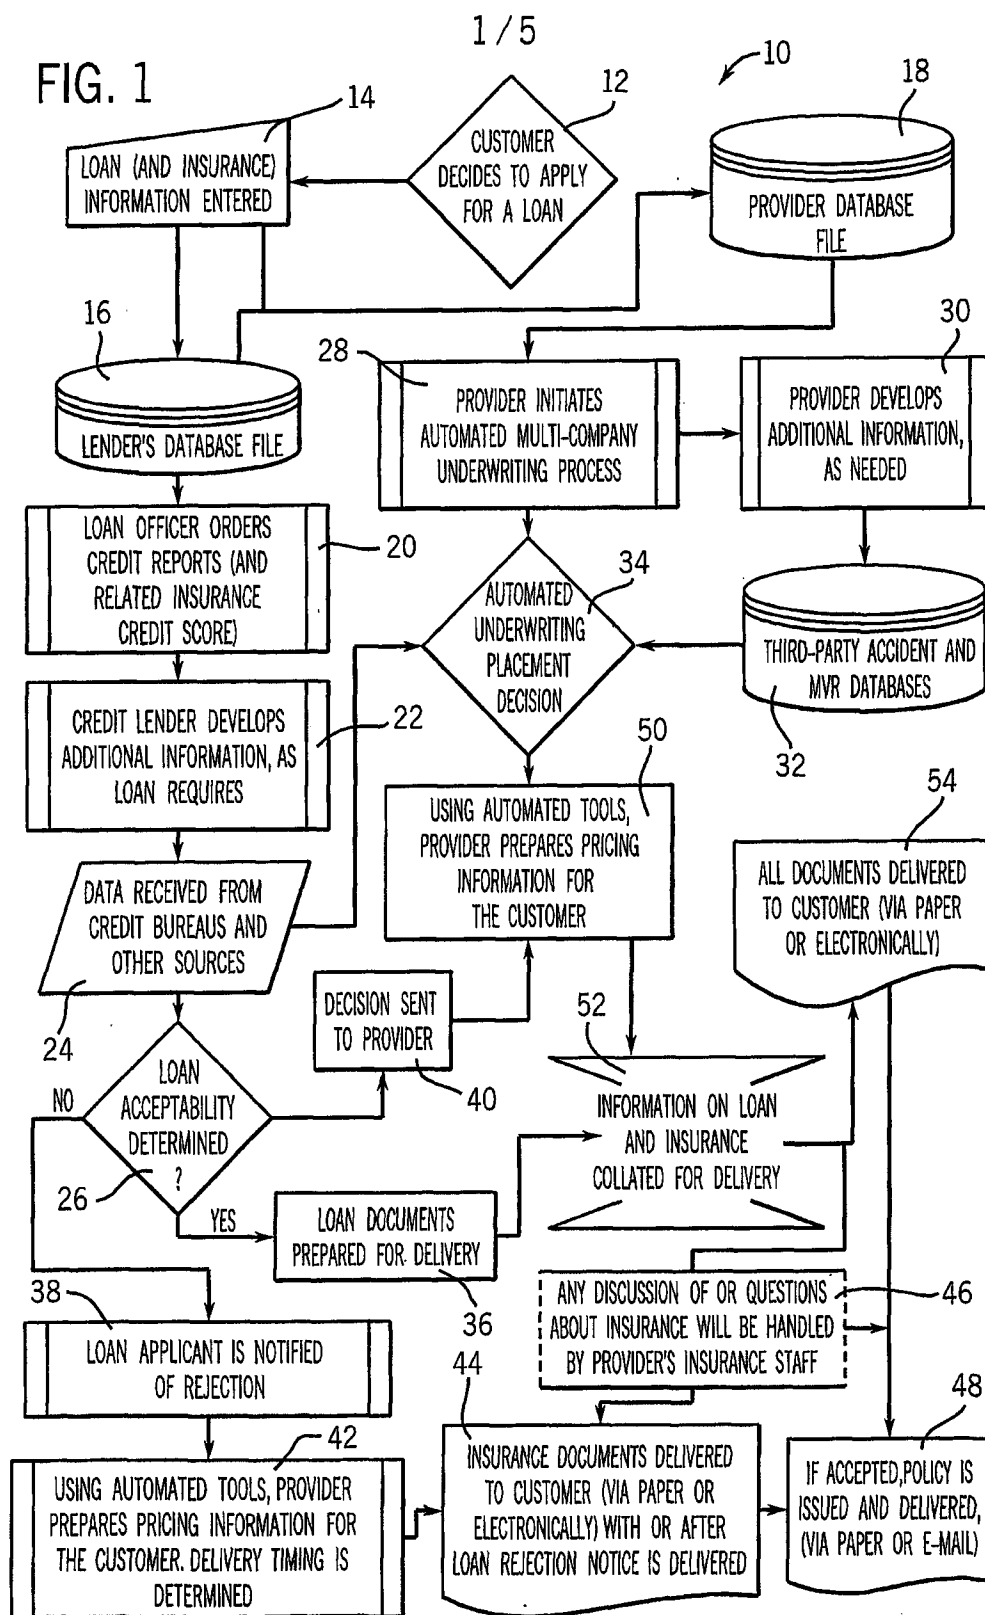 1/5
FIG. 1
10
12
14
18
CUSTOMER
DECIDES TO APPLY
FOR A LOAN
LOAN (AND INSURANCE)
INFORMATION ENTERED
PROVIDER DATABASE
FILE
16
LENDER'S DATABASE FILE
28
PROVIDER INITIATES
AUTOMATED MULTI-COMPANY
UNDERWRITING PROCESS
30
PROVIDER DEVELOPS
ADDITIONAL INFORMATION,
AS NEEDED
LOAN OFFICER ORDERS
CREDIT REPORTS (AND
RELATED INSURANCE
CREDIT SCORE)
20
34
AUTOMATED
UNDERWRITING
PLACEMENT
DECISION
THIRD-PARTY ACCIDENT AND
MVR DATABASES
32
CREDIT LENDER DEVELOPS
ADDITIONAL INFORMATION, AS
LOAN REQUIRES
22
50
USING AUTOMATED TOOLS,
PROVIDER PREPARES PRICING
INFORMATION FOR
THE CUSTOMER
54
ALL DOCUMENTS DELIVERED
TO CUSTOMER (VIA PAPER
OR ELECTRONICALLY)
DATA RECEIVED FROM
CREDIT BUREAUS AND
OTHER SOURCES
24
DECISION SENT
TO PROVIDER
40
52
INFORMATION ON LOAN
AND INSURANCE
COLLATED FOR DELIVERY
NO
LOAN
ACCEPTABILITY
DETERMINED
?
26
YES
LOAN DOCUMENTS
PREPARED FOR DELIVERY
36
38
LOAN APPLICANT IS NOTIFIED
OF REJECTION
ANY DISCUSSION OF OR QUESTIONS
ABOUT INSURANCE WILL BE HANDLED
BY PROVIDER'S INSURANCE STAFF
46
42
USING AUTOMATED TOOLS, PROVIDER
PREPARES PRICING INFORMATION FOR
THE CUSTOMER. DELIVERY TIMING IS
DETERMINED
44
INSURANCE DOCUMENTS DELIVERED
TO CUSTOMER (VIA PAPER OR
ELECTRONICALLY) WITH OR AFTER
LOAN REJECTION NOTICE IS DELIVERED
48
IF ACCEPTED, POLICY IS
ISSUED AND DELIVERED,
(VIA PAPER OR E-MAIL)